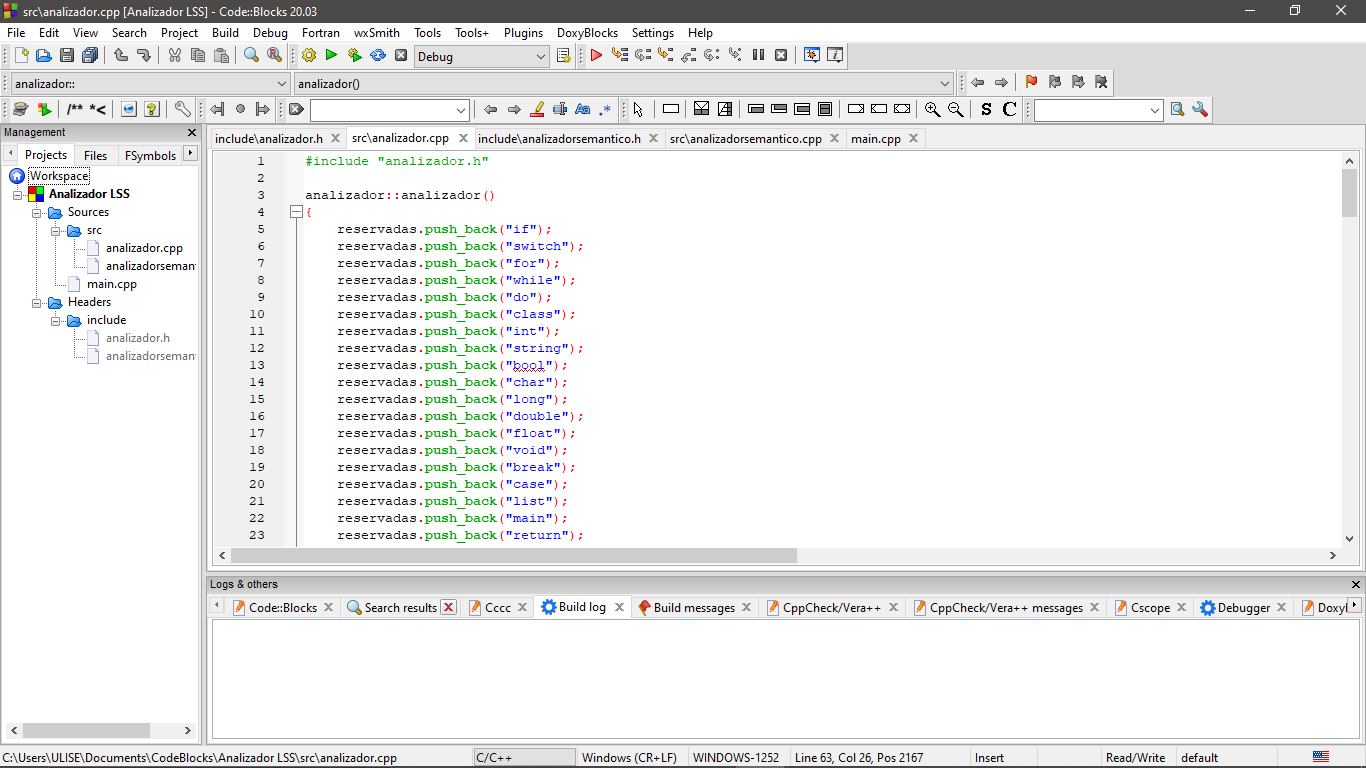 src\analizador.cpp [Analizador LSS] - Code::Blocks 20.03
File Edit View Search Project Build Debug Fortran wxSmith Tools Tools+ Plugins DoxyBlocks Settings Help
Debug
analizador:: analizador()
/** *< Aa .* S C
Management
Projects Files FSymbols
Workspace
Analizador LSS
Sources
src
analizador.cpp
analizadorseman
main.cpp
Headers
include
analizador.h
analizadorseman
include\analizador.h src\analizador.cpp include\analizadorsemantico.h src\analizadorsemantico.cpp main.cpp
1 #include "analizador.h"
2
3 analizador::analizador()
4 {
5 reservadas.push_back("if");
6 reservadas.push_back("switch");
7 reservadas.push_back("for");
8 reservadas.push_back("while");
9 reservadas.push_back("do");
10 reservadas.push_back("class");
11 reservadas.push_back("int");
12 reservadas.push_back("string");
13 reservadas.push_back("bool");
14 reservadas.push_back("char");
15 reservadas.push_back("long");
16 reservadas.push_back("double");
17 reservadas.push_back("float");
18 reservadas.push_back("void");
19 reservadas.push_back("break");
20 reservadas.push_back("case");
21 reservadas.push_back("list");
22 reservadas.push_back("main");
23 reservadas.push_back("return");
Logs & others
Code::Blocks Search results Cccc Build log Build messages CppCheck/Vera++ CppCheck/Vera++ messages Cscope Debugger Doxyl
C:\Users\ULISE\Documents\CodeBlocks\Analizador LSS\src\analizador.cpp C/C++ Windows (CR+LF) WINDOWS-1252 Line 63, Col 26, Pos 2167 Insert Read/Write default